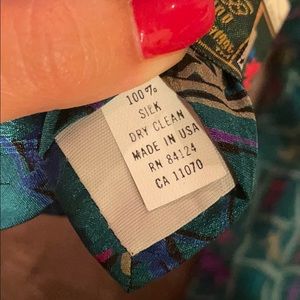 100%
SILK
DRY CLEAN
MADE IN USA
RN 84124
CA 11070